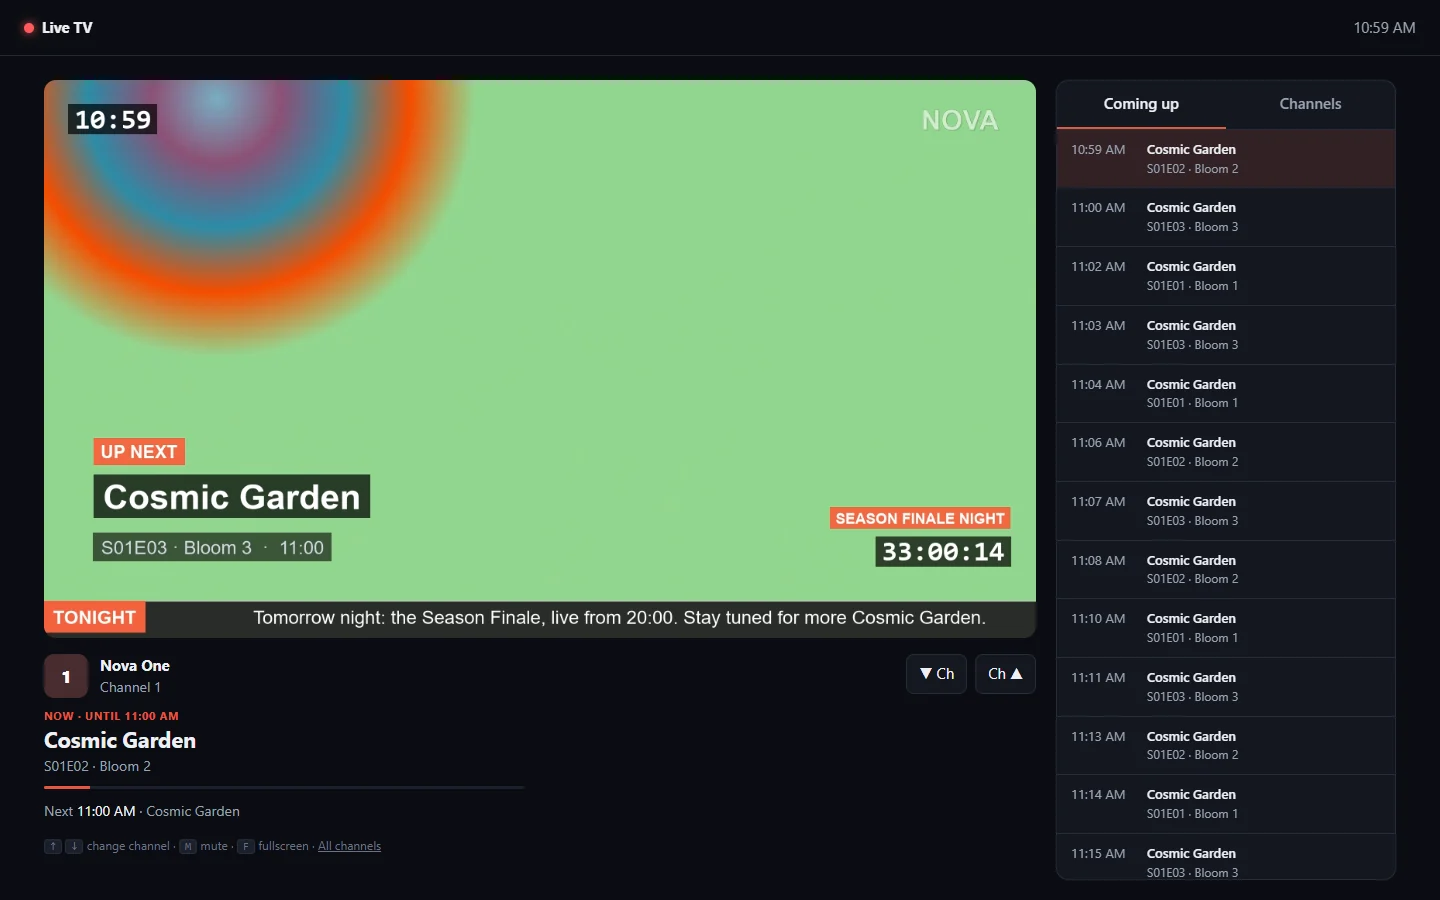 Live TV
10:59 AM
10:59
NOVA
UP NEXT
Cosmic Garden
S01E03 · Bloom 3 · 11:00
SEASON FINALE NIGHT
33:00:14
TONIGHT
Tomorrow night: the Season Finale, live from 20:00. Stay tuned for more Cosmic Garden.
1
Nova One
Channel 1
▼ Ch
Ch ▲
NOW · UNTIL 11:00 AM
Cosmic Garden
S01E02 · Bloom 2
Next 11:00 AM · Cosmic Garden
↑ ↓ change channel · M mute · F fullscreen · All channels
Coming up
Channels
10:59 AM Cosmic Garden
S01E02 · Bloom 2
11:00 AM Cosmic Garden
S01E03 · Bloom 3
11:02 AM Cosmic Garden
S01E01 · Bloom 1
11:03 AM Cosmic Garden
S01E03 · Bloom 3
11:04 AM Cosmic Garden
S01E01 · Bloom 1
11:06 AM Cosmic Garden
S01E02 · Bloom 2
11:07 AM Cosmic Garden
S01E03 · Bloom 3
11:08 AM Cosmic Garden
S01E02 · Bloom 2
11:10 AM Cosmic Garden
S01E01 · Bloom 1
11:11 AM Cosmic Garden
S01E03 · Bloom 3
11:13 AM Cosmic Garden
S01E02 · Bloom 2
11:14 AM Cosmic Garden
S01E01 · Bloom 1
11:15 AM Cosmic Garden
S01E03 · Bloom 3